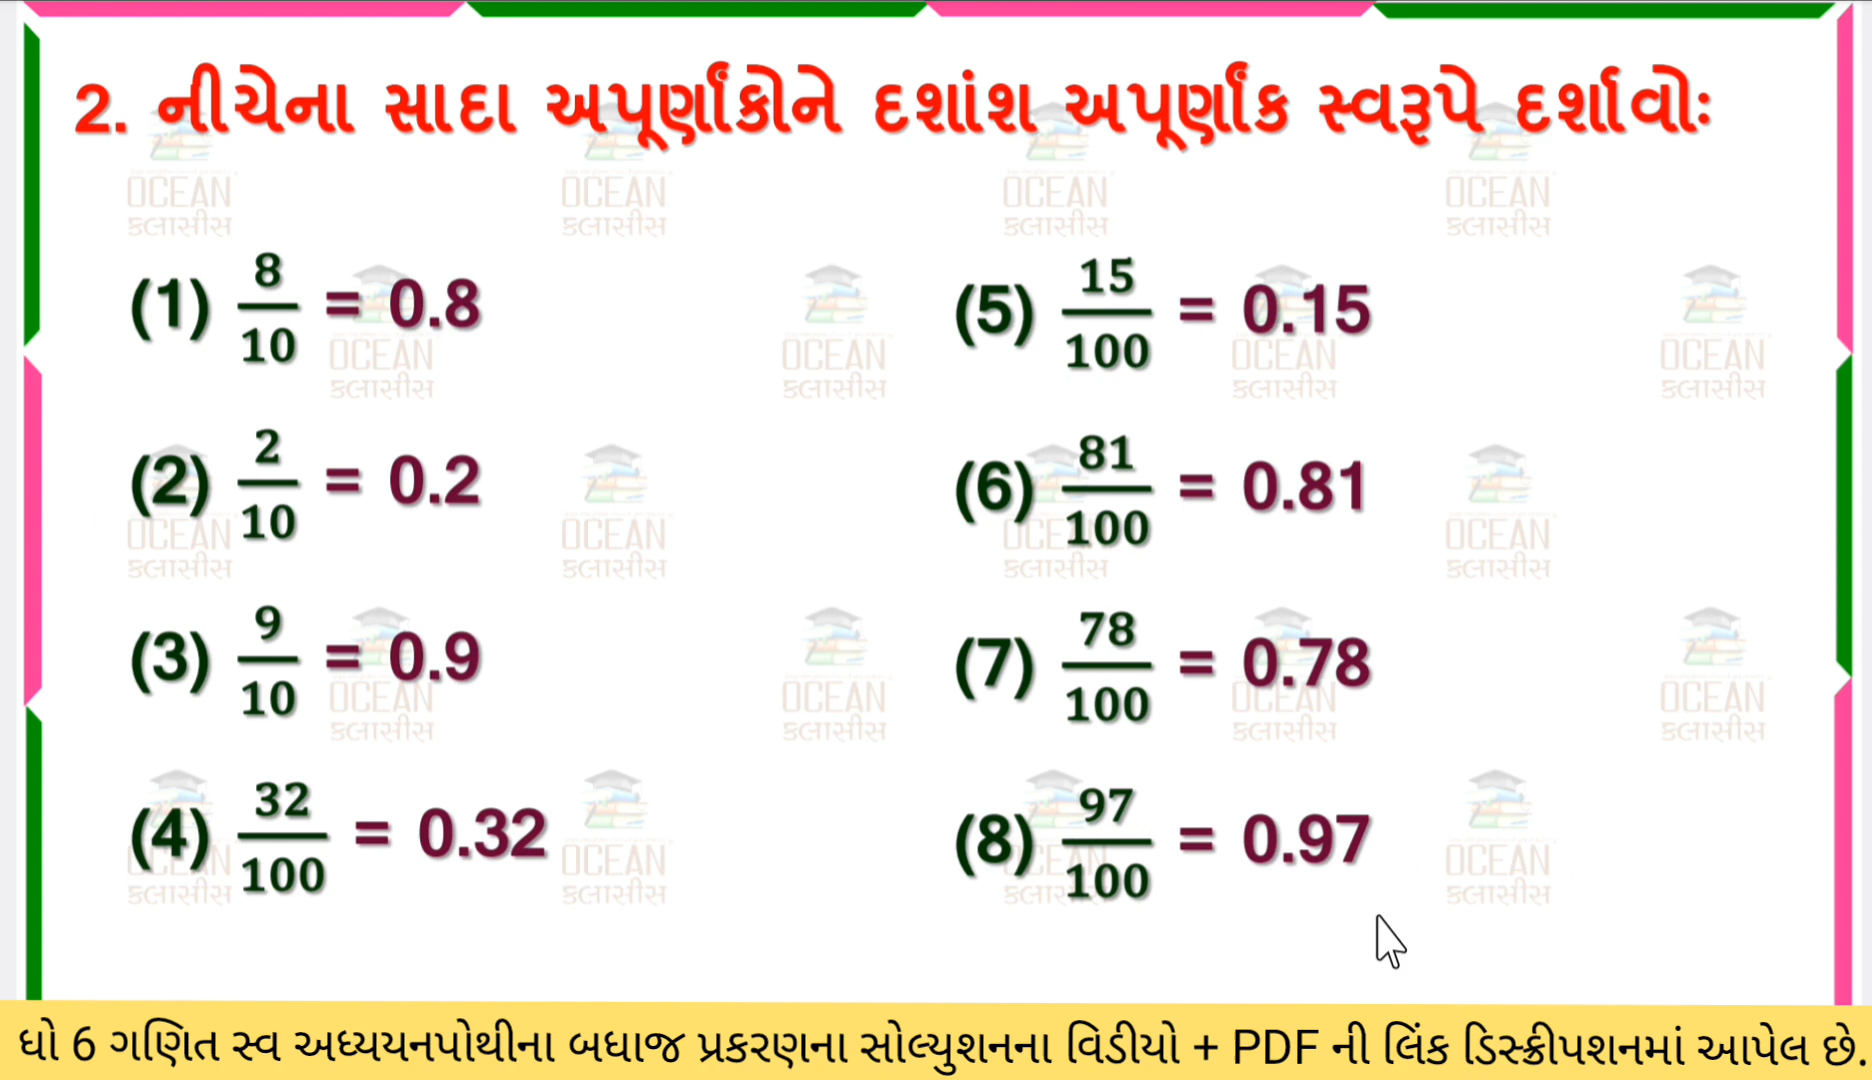 2. નીચેના સાદા અપૂર્ણાંકોને દશાંશ અપૂર્ણાંક સ્વરૂપે દર્શાવોઃ
(1) 8/10 = 0.8
(2) 2/10 = 0.2
(3) 9/10 = 0.9
(4) 32/100 = 0.32
(5) 15/100 = 0.15
(6) 81/100 = 0.81
(7) 78/100 = 0.78
(8) 97/100 = 0.97
OCEAN
ક્લાસીસ
ધો 6 ગણિત સ્વ અધ્યયનપોથીના બધાજ પ્રકરણના સોલ્યુશનના વિડીયો + PDF ની લિંક ડિસ્ક્રીપશનમાં આપેલ છે.